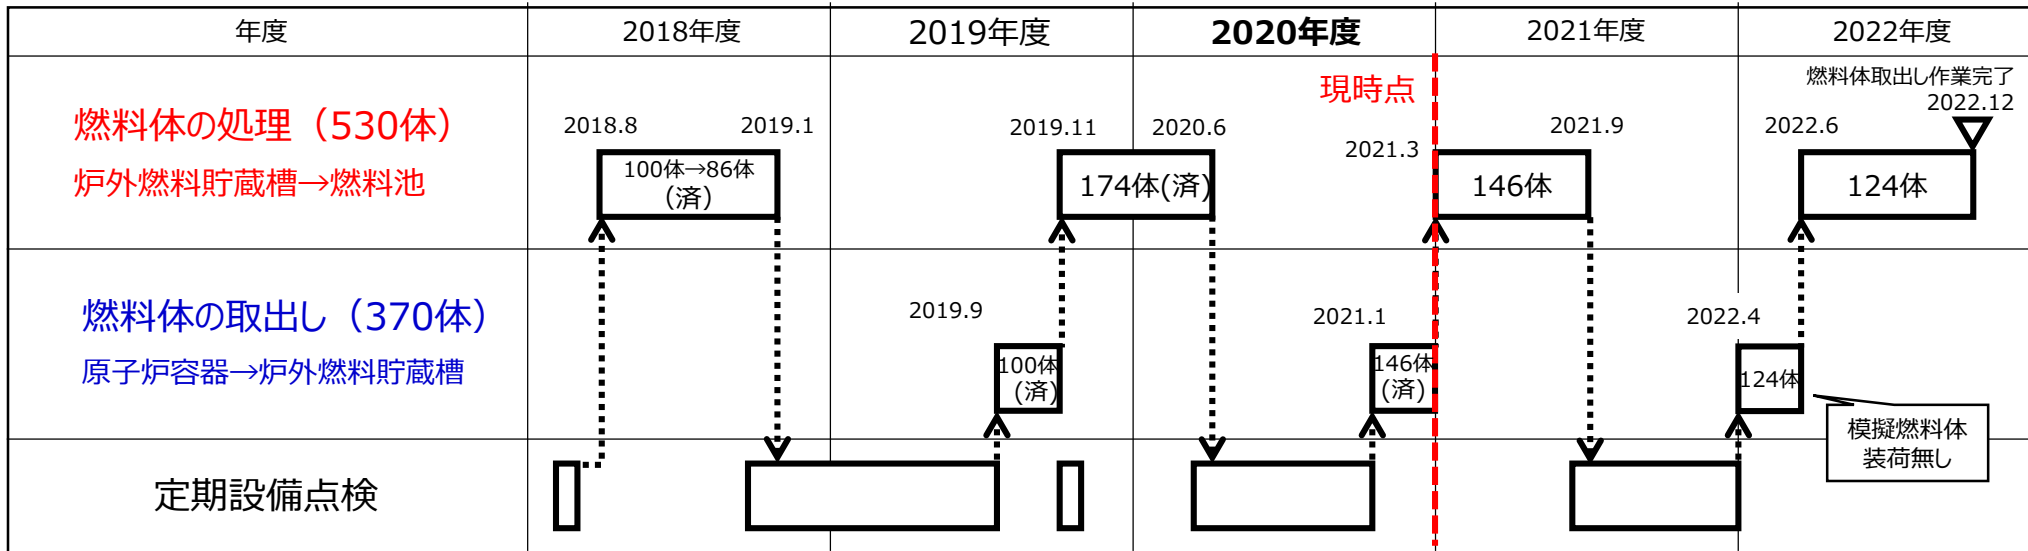 年度
2018年度
2019年度
2020年度
2021年度
2022年度
燃料体の処理（530体）
炉外燃料貯蔵槽→燃料池
2018.8
2019.1
100体→86体
（済）
2019.11
2020.6
174体(済)
現時点
2021.3
2021.9
146体
燃料体取出し作業完了
2022.12
2022.6
124体
燃料体の取出し（370体）
原子炉容器→炉外燃料貯蔵槽
2019.9
100体
(済)
2021.1
146体
(済)
2022.4
124体
模擬燃料体
装荷無し
定期設備点検